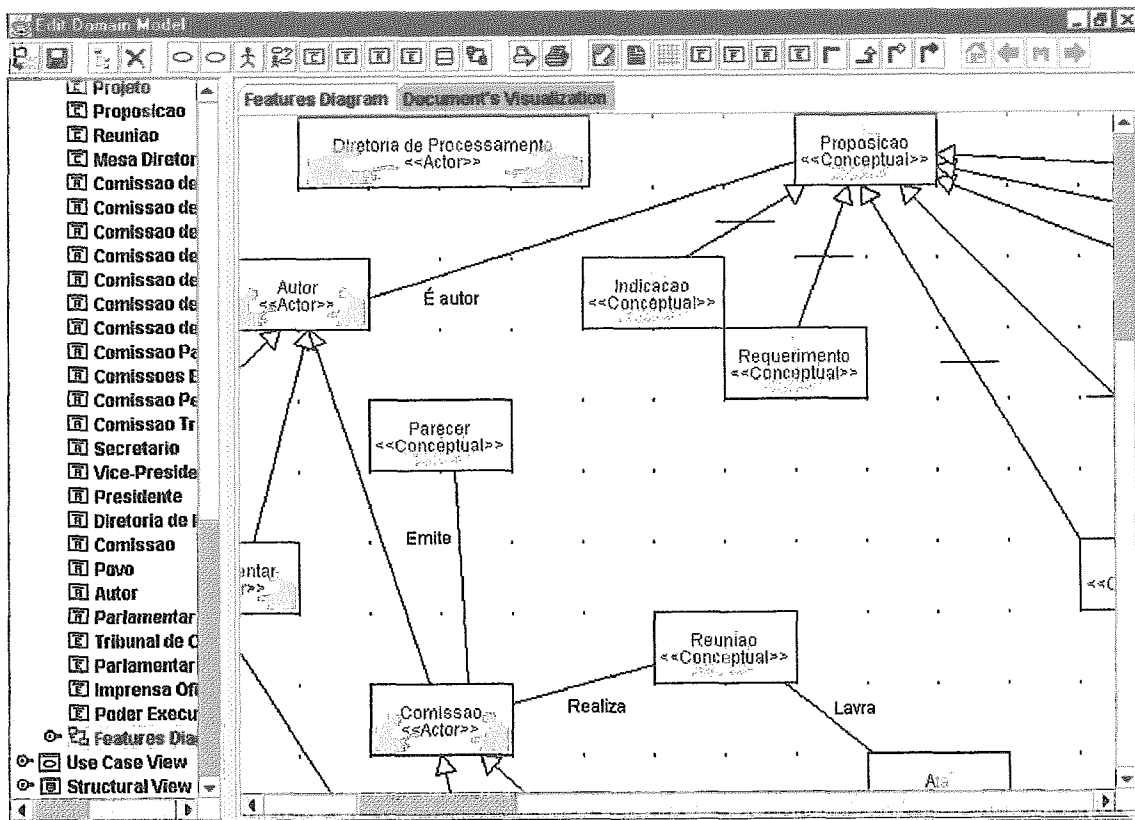 Edit Domain Model
Projeto
Proposicao
Reuniao
Mesa Diretor
Comissao de
Comissao de
Comissao de
Comissao de
Comissao de
Comissao de
Comissao de
Comissao Pa
Comissoes E
Comissao Pe
Comissao Tr
Secretario
Vice-Preside
Presidente
Diretoria de
Comissao
Povo
Autor
Parlamentar
Tribunal de C
Parlamentar
Imprensa Ofi
Poder Execu
Features Dia
Use Case View
Structural View
Features Diagram Document's Visualization
Diretoria de Processamento
<<Actor>>
Proposicao
<<Conceptual>>
Autor
<<Actor>>
É autor
Indicacao
<<Conceptual>>
Requerimento
<<Conceptual>>
Parecer
<<Conceptual>>
Emite
entar
r>>
<<C
Reuniao
<<Conceptual>>
Comissao
<<Actor>>
Realiza
Lavra
Ata